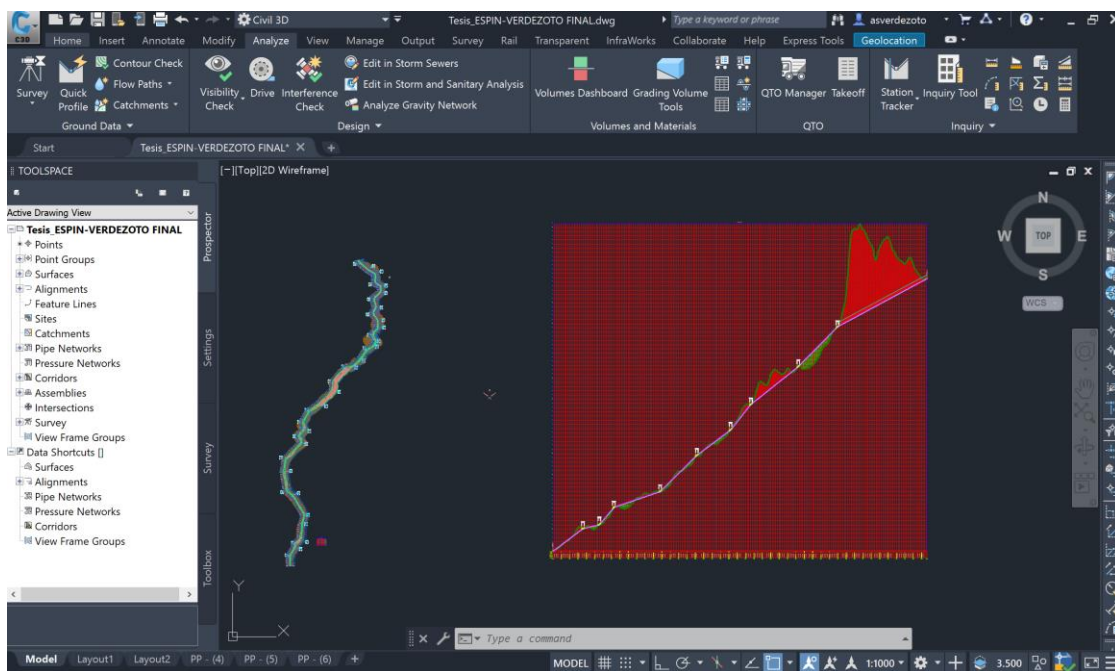 Civil 3D
Tesis_ESPIN-VERDEZOTO FINAL.dwg
Type a keyword or phrase
asverdezoto
C3D
Home Insert Annotate Modify Analyze View Manage Output Survey Rail Transparent InfraWorks Collaborate Help Express Tools Geolocation
Survey
Quick Profile
Contour Check
Flow Paths
Catchments
Ground Data
Visibility Check
Drive
Interference Check
Edit in Storm Sewers
Edit in Storm and Sanitary Analysis
Analyze Gravity Network
Design
Volumes Dashboard
Grading Volume Tools
Volumes and Materials
QTO Manager
Takeoff
QTO
Station Tracker
Inquiry Tool
Inquiry
Start
Tesis_ESPIN-VERDEZOTO FINAL*
TOOLSPACE
Active Drawing View
Tesis_ESPIN-VERDEZOTO FINAL
Points
Point Groups
Surfaces
Alignments
Feature Lines
Sites
Catchments
Pipe Networks
Pressure Networks
Corridors
Assemblies
Intersections
Survey
View Frame Groups
Data Shortcuts []
Surfaces
Alignments
Pipe Networks
Pressure Networks
Corridors
View Frame Groups
Prospector
Settings
Survey
Toolbox
[-][Top][2D Wireframe]
N
W
TOP
E
S
WCS
Y
X
Type a command
Model Layout1 Layout2 PP - (4) PP - (5) PP - (6) +
MODEL
1:1000
3.500